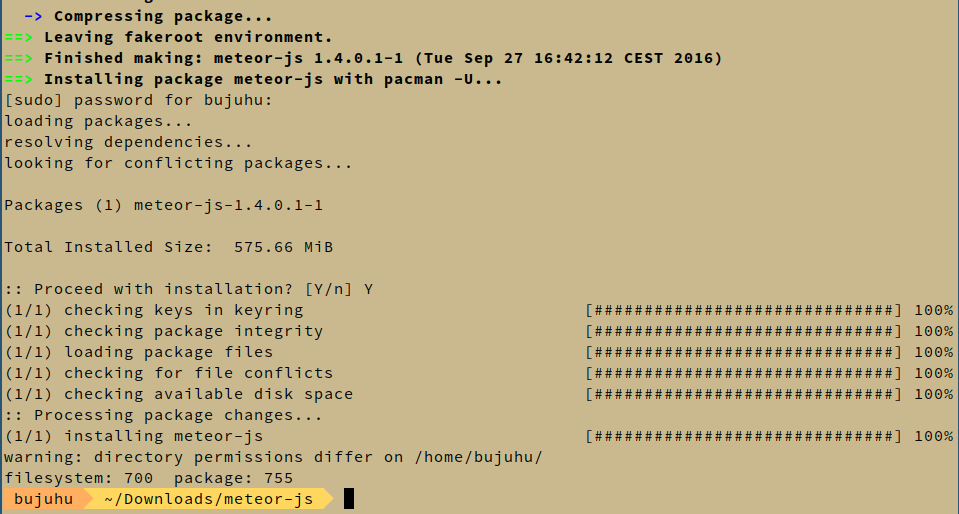 -> Compressing package...
==> Leaving fakeroot environment.
==> Finished making: meteor-js 1.4.0.1-1 (Tue Sep 27 16:42:12 CEST 2016)
==> Installing package meteor-js with pacman -U...
[sudo] password for bujuhu:
loading packages...
resolving dependencies...
looking for conflicting packages...
Packages (1) meteor-js-1.4.0.1-1
Total Installed Size:  575.66 MiB
:: Proceed with installation? [Y/n] Y
(1/1) checking keys in keyring [##############################] 100%
(1/1) checking package integrity [##############################] 100%
(1/1) loading package files [##############################] 100%
(1/1) checking for file conflicts [##############################] 100%
(1/1) checking available disk space [##############################] 100%
:: Processing package changes...
(1/1) installing meteor-js [##############################] 100%
warning: directory permissions differ on /home/bujuhu/
filesystem: 700  package: 755
bujuhu ~/Downloads/meteor-js